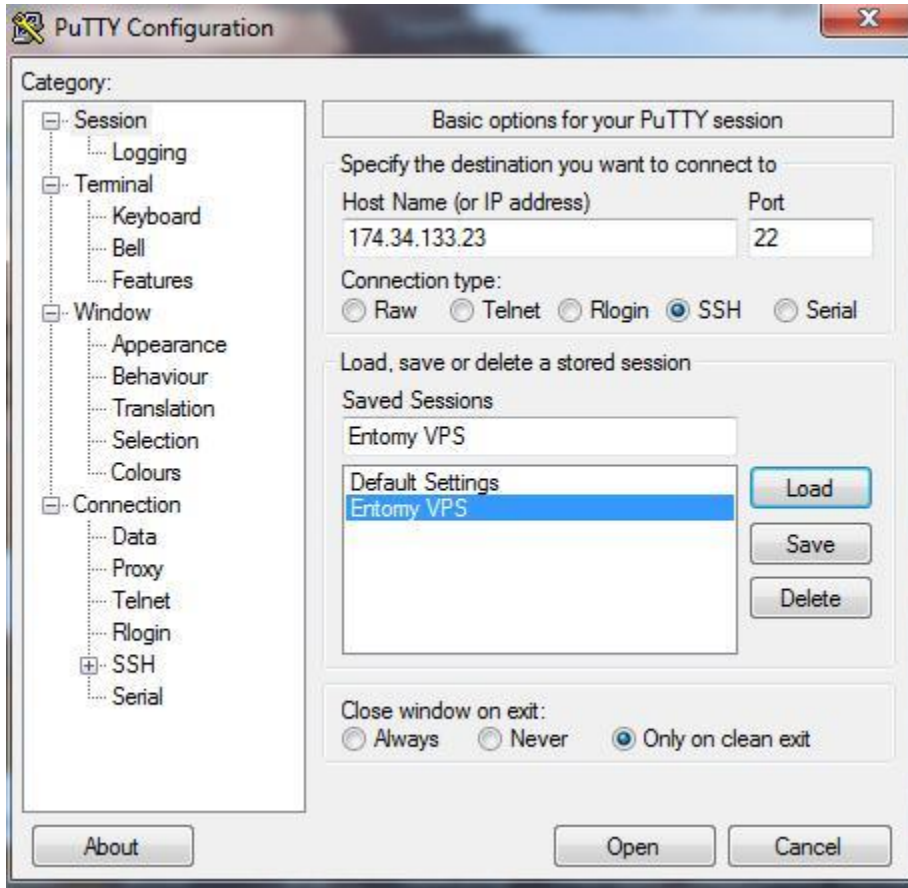 PuTTY Configuration
Category:
Session
Logging
Terminal
Keyboard
Bell
Features
Window
Appearance
Behaviour
Translation
Selection
Colours
Connection
Data
Proxy
Telnet
Rlogin
SSH
Serial
Basic options for your PuTTY session
Specify the destination you want to connect to
Host Name (or IP address) Port
174.34.133.23 22
Connection type:
Raw Telnet Rlogin SSH Serial
Load, save or delete a stored session
Saved Sessions
Entomy VPS
Default Settings
Entomy VPS
Load
Save
Delete
Close window on exit:
Always Never Only on clean exit
About Open Cancel